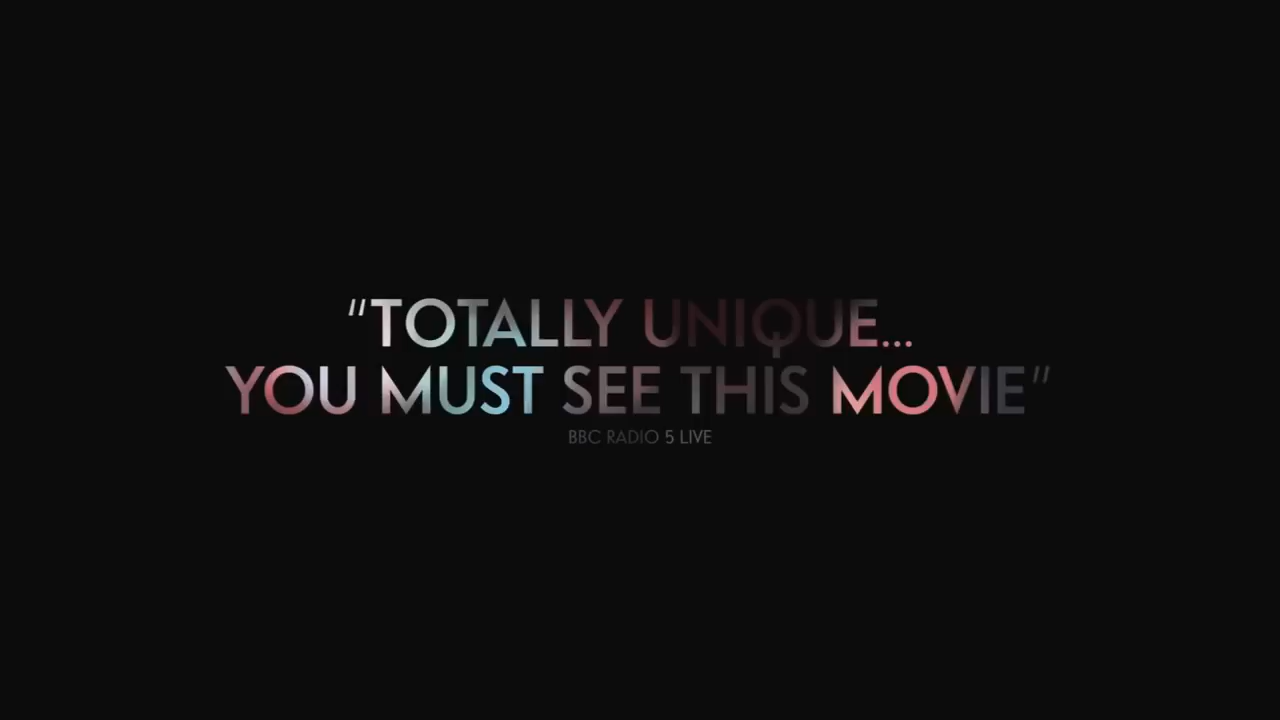 “TOTALLY UNIQUE...
YOU MUST SEE THIS MOVIE”
BBC RADIO 5 LIVE